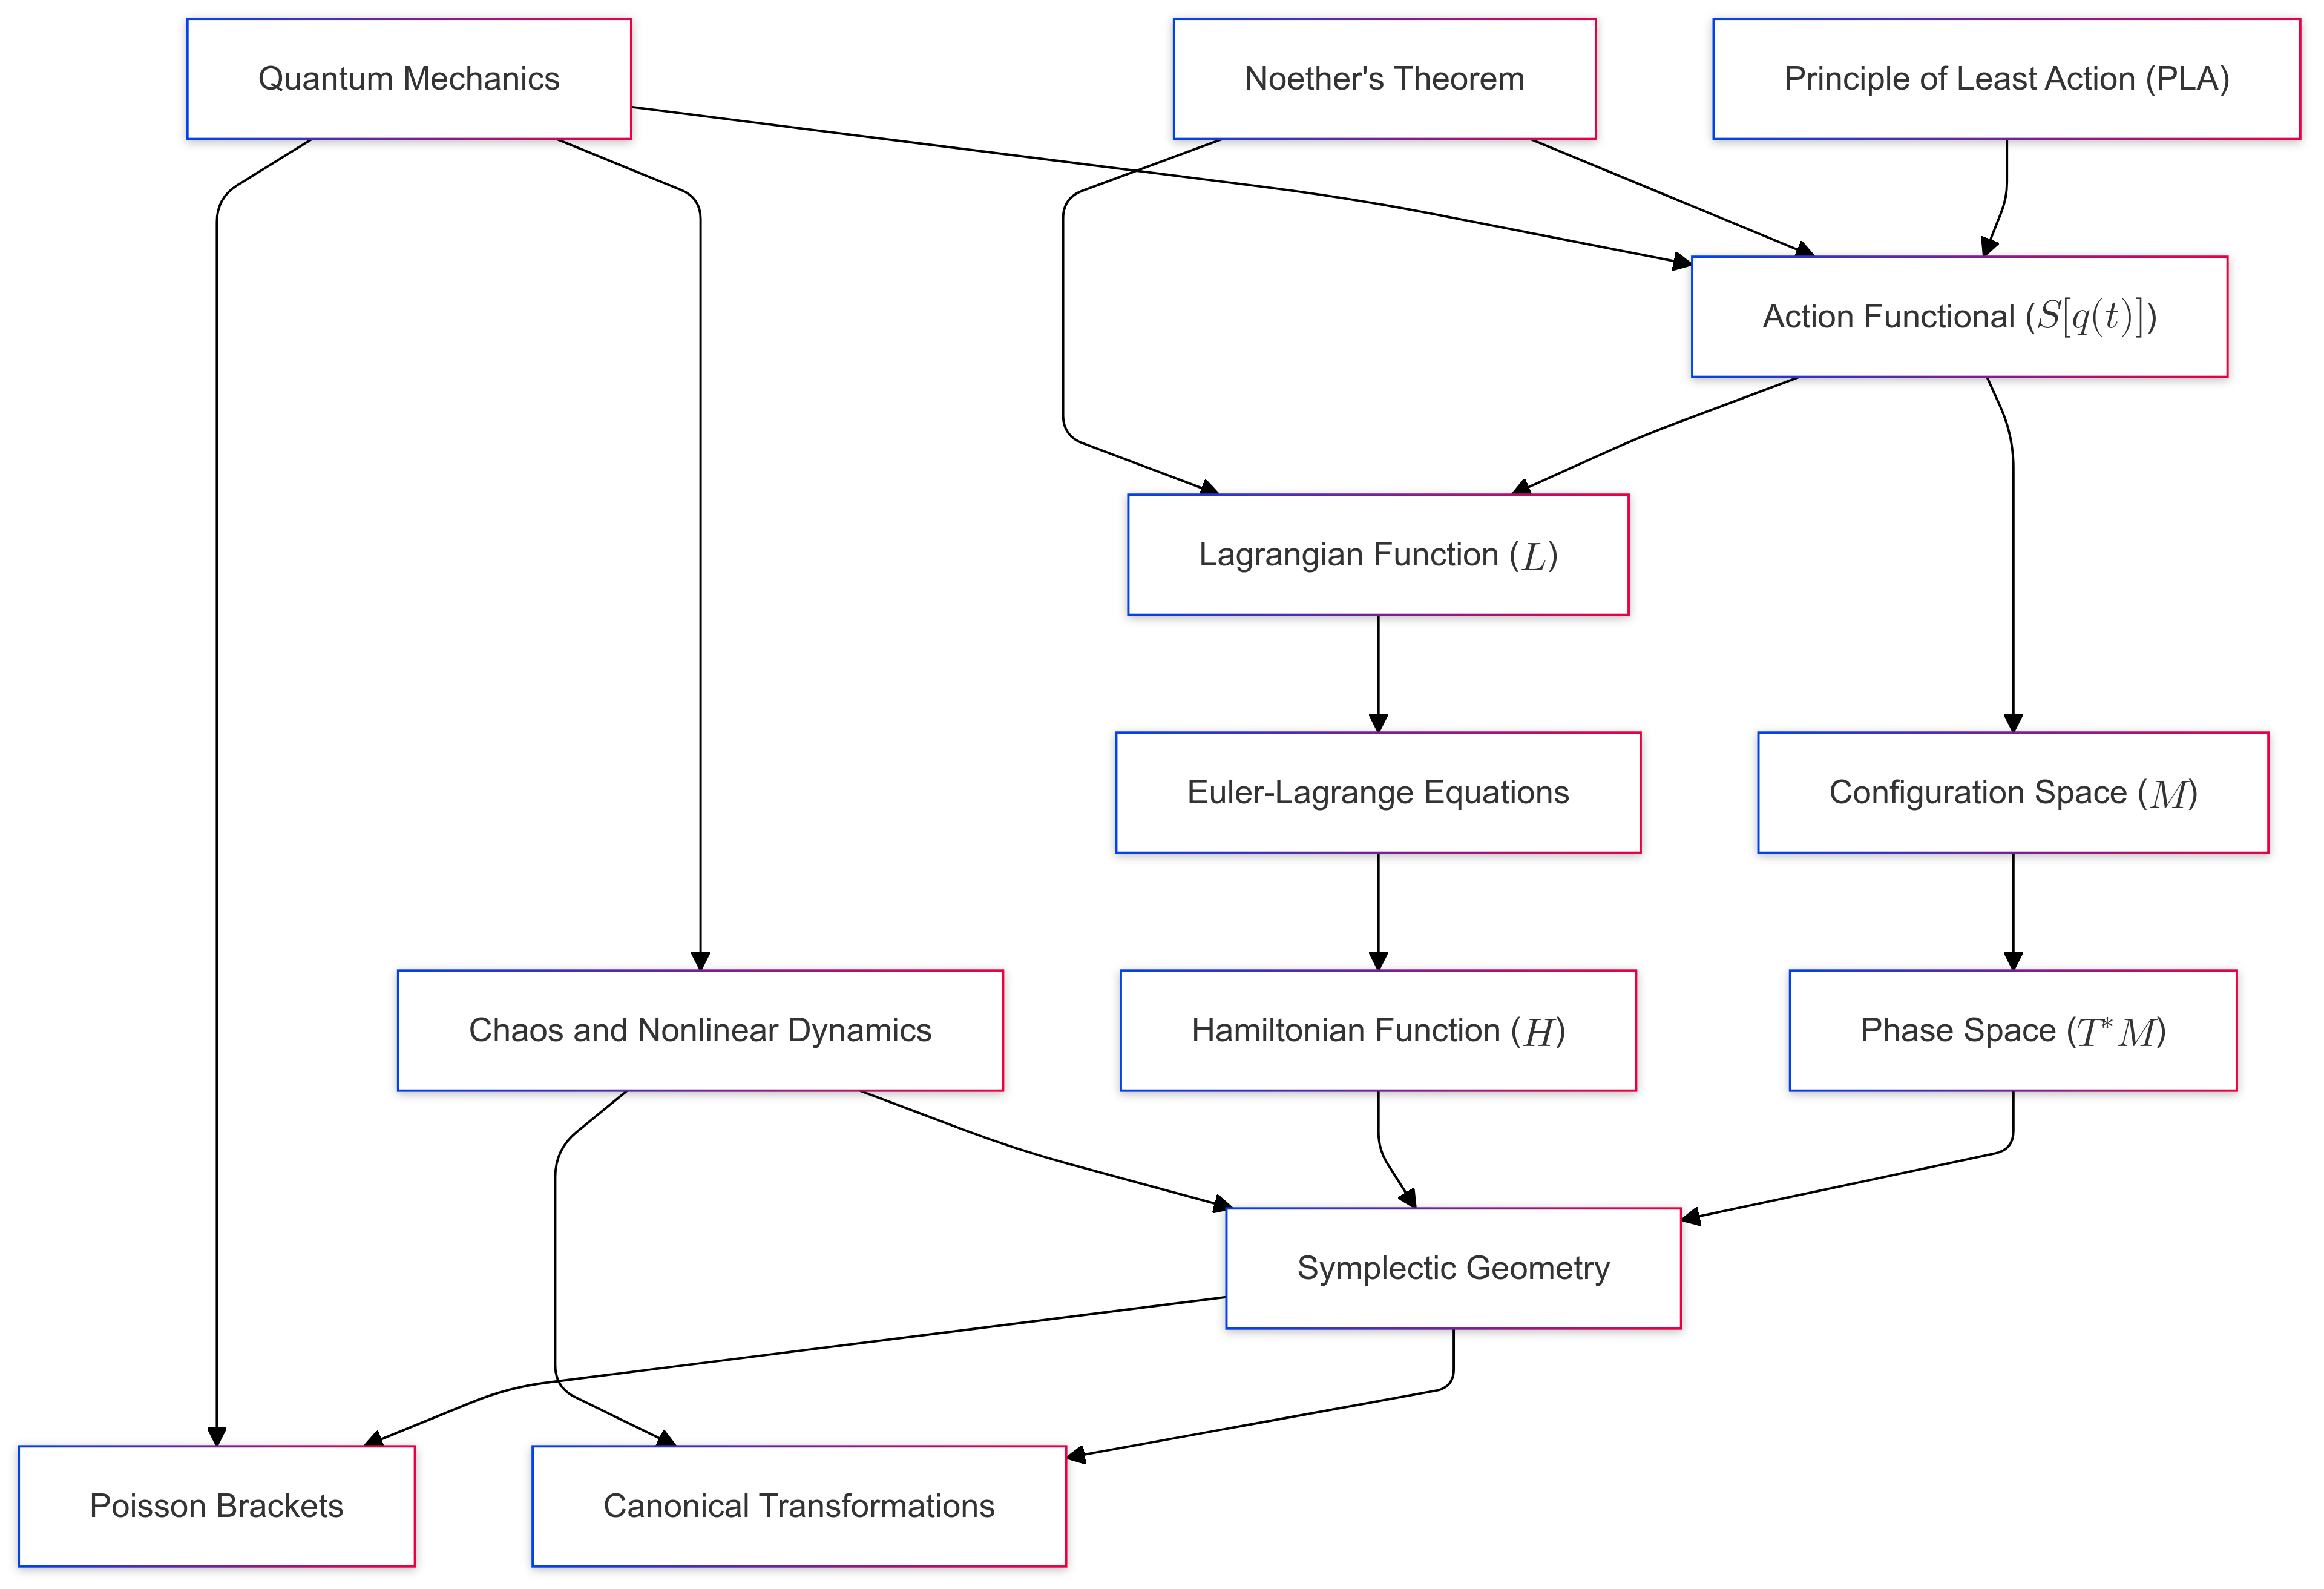 Quantum Mechanics
Noether's Theorem
Principle of Least Action (PLA)
Action Functional (S[q(t)])
Lagrangian Function (L)
Euler-Lagrange Equations
Configuration Space (M)
Chaos and Nonlinear Dynamics
Hamiltonian Function (H)
Phase Space (T*M)
Symplectic Geometry
Poisson Brackets
Canonical Transformations